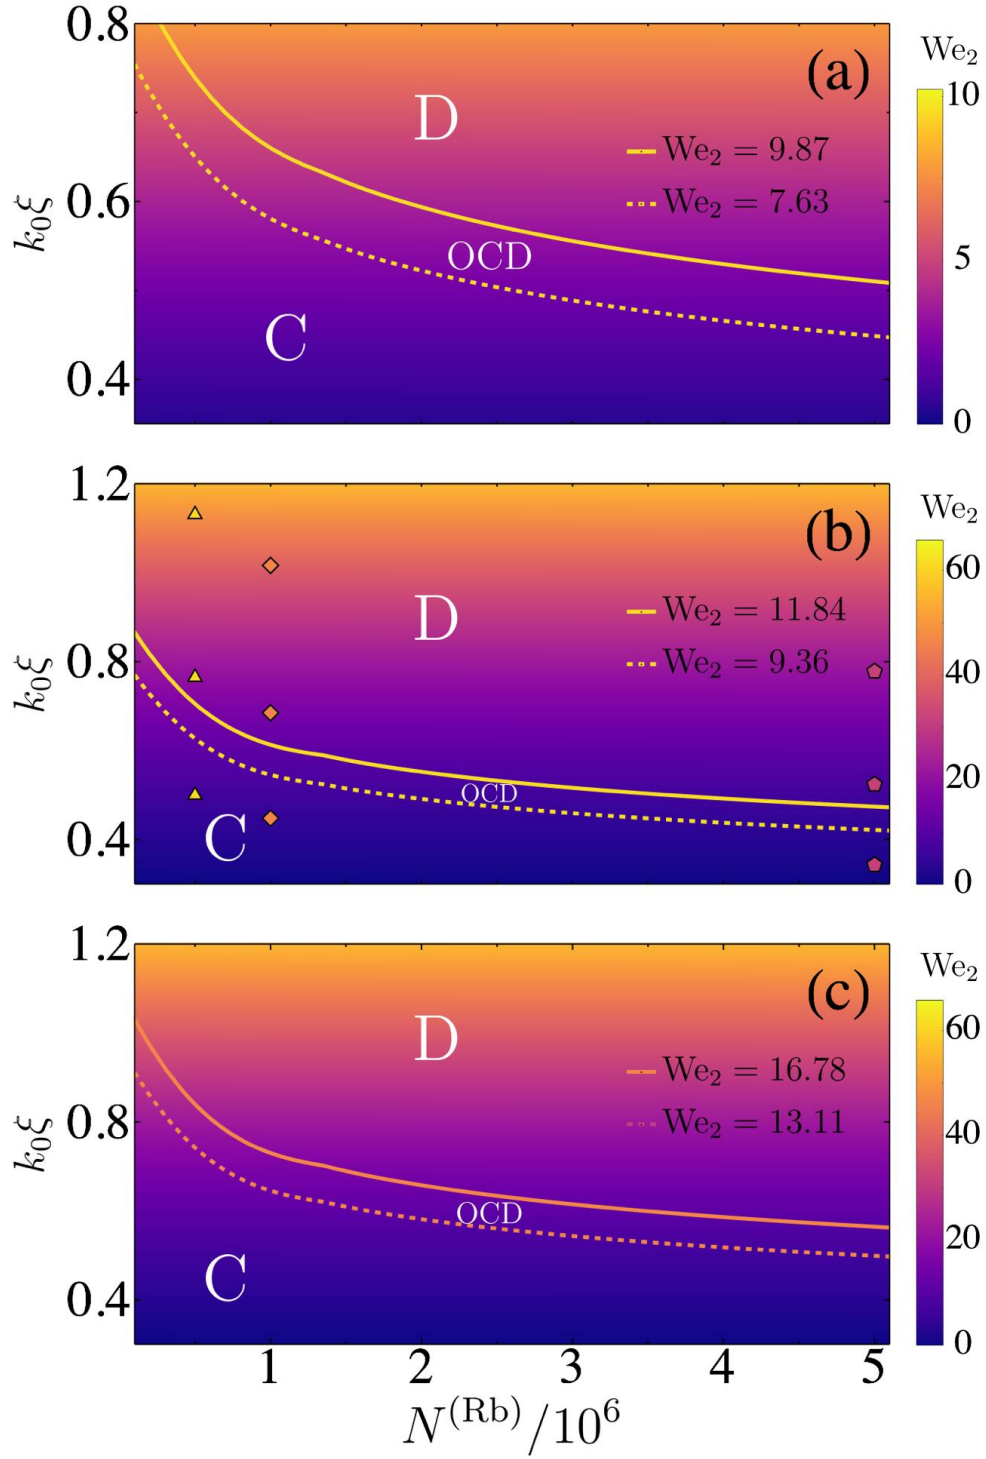 0.8
We₂
(a)
10
D
We₂ = 9.87
We₂ = 7.63
0.6
k₀ξ
OCD
5
C
0.4
0
1.2
We₂
(b)
60
D
We₂ = 11.84
We₂ = 9.36
0.8
40
k₀ξ
OCD
20
C
0.4
0
1.2
We₂
(c)
60
D
We₂ = 16.78
We₂ = 13.11
0.8
40
k₀ξ
OCD
20
C
0.4
0
1 2 3 4 5
N⁽ᴿᵇ⁾/10⁶